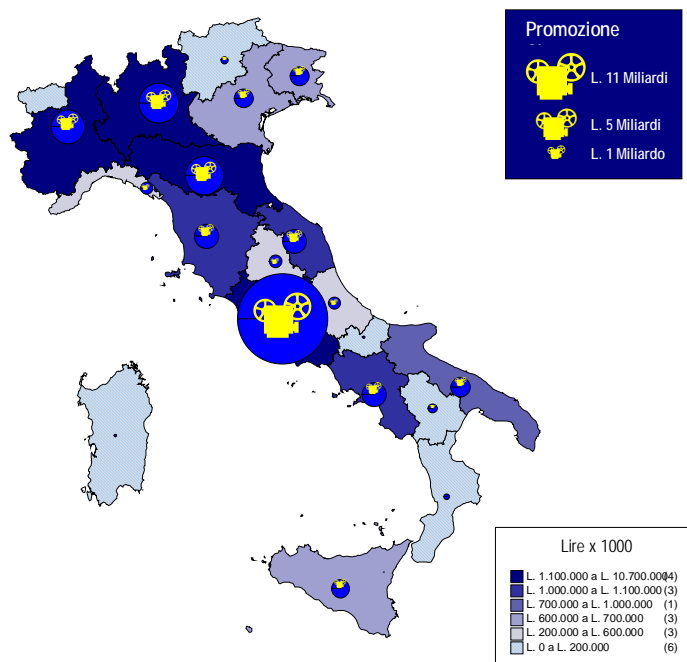 Promozione
L. 11 Miliardi
L. 5 Miliardi
L. 1 Miliardo
Lire x 1000
L. 1.100.000 a L. 10.700.000 (4)
L. 1.000.000 a L. 1.100.000 (3)
L. 700.000 a L. 1.000.000 (1)
L. 600.000 a L. 700.000 (3)
L. 200.000 a L. 600.000 (3)
L. 0 a L. 200.000 (6)